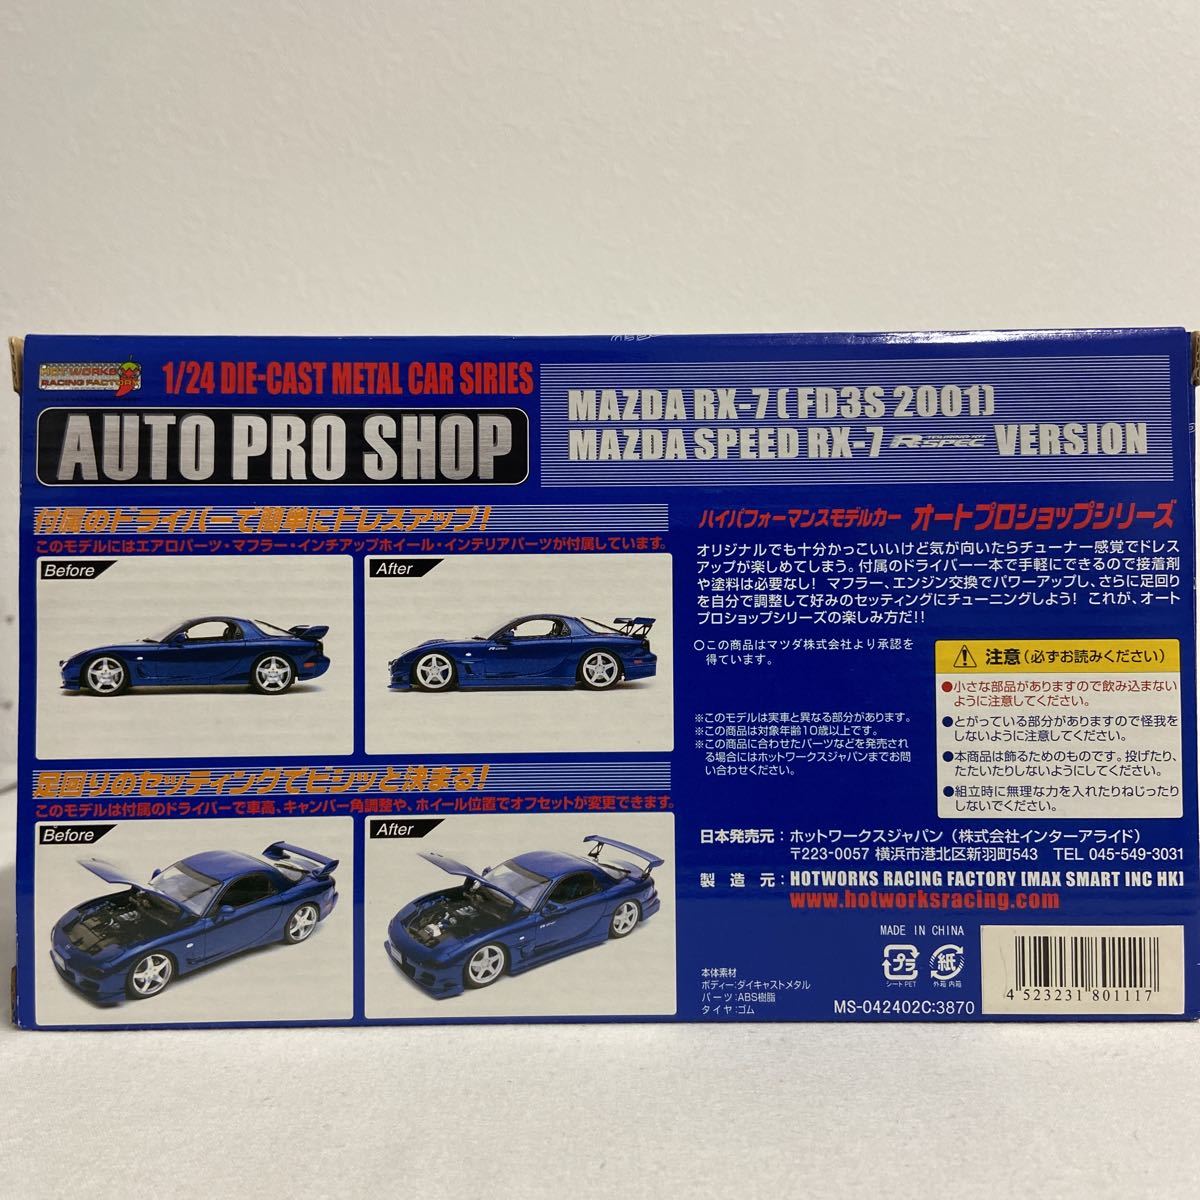 HOTWORKS
RACING FACTORY
1/24 DIE-CAST METAL CAR SIRIES
AUTO PRO SHOP
MAZDA RX-7 (FD3S 2001)
MAZDA SPEED RX-7 R-SPEC VERSION
付属のドライバーで簡単にドレスアップ!
このモデルにはエアロパーツ・マフラー・インチアップホイール・インテリアパーツが付属しています。
Before
After
足回りのセッティングでビシッと決まる!
このモデルは付属のドライバーで車高、キャンバー角調整や、ホイール位置でオフセットが変更できます。
Before
After
ハイパフォーマンスモデルカー オートプロショップシリーズ
オリジナルでも十分かっこいいけど気が向いたらチューナー感覚でドレス
アップが楽しめてしまう。付属のドライバー一本で手軽にできるので接着剤
や塗料は必要なし! マフラー、エンジン交換でパワーアップし、さらに足回り
を自分で調整して好みのセッティングにチューニングしよう! これが、オート
プロショップシリーズの楽しみ方だ!!
○この商品はマツダ株式会社より承認を
得ています。
※このモデルは実車と異なる部分があります。
※この商品は対象年齢10歳以上です。
※この商品に合わせたパーツなどを発売され
る場合にはホットワークスジャパンまでお問
い合わせください。
注意(必ずお読みください)
●小さな部品がありますので飲み込まない
ように注意してください。
●とがっている部分がありますので怪我を
しないように注意してください。
●本商品は飾るためのものです。投げたり、
たたいたりしないようにしてください。
●組立時に無理な力を入れたりねじったり
しないでください。
日本発売元:ホットワークスジャパン(株式会社インターアライド)
〒223-0057 横浜市港北区新羽町543 TEL 045-549-3031
製造元:HOTWORKS RACING FACTORY [MAX SMART INC HK]
www.hotworksracing.com
MADE IN CHINA
プラ
シートPET
紙
外箱 内箱
本体素材
ボディー:ダイキャストメタル
パーツ:ABS樹脂
タイヤ:ゴム
MS-042402C:3870
4 523231 801117